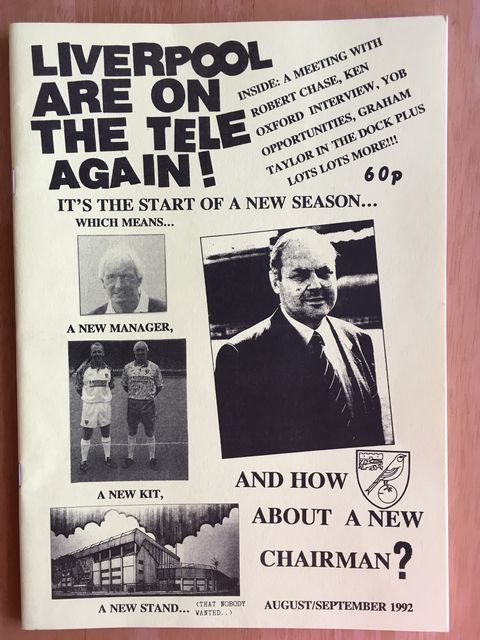 LIVERPOOL
ARE ON
THE TELE
AGAIN!
INSIDE: A MEETING WITH
ROBERT CHASE, KEN
OXFORD INTERVIEW, YOB
OPPORTUNITIES, GRAHAM
TAYLOR IN THE DOCK PLUS
LOTS LOTS MORE!!!
60p
IT'S THE START OF A NEW SEASON...
WHICH MEANS...
A NEW MANAGER,
A NEW KIT,
A NEW STAND... (THAT NOBODY
WANTED..)
AND HOW
ABOUT A NEW
CHAIRMAN?
AUGUST/SEPTEMBER 1992